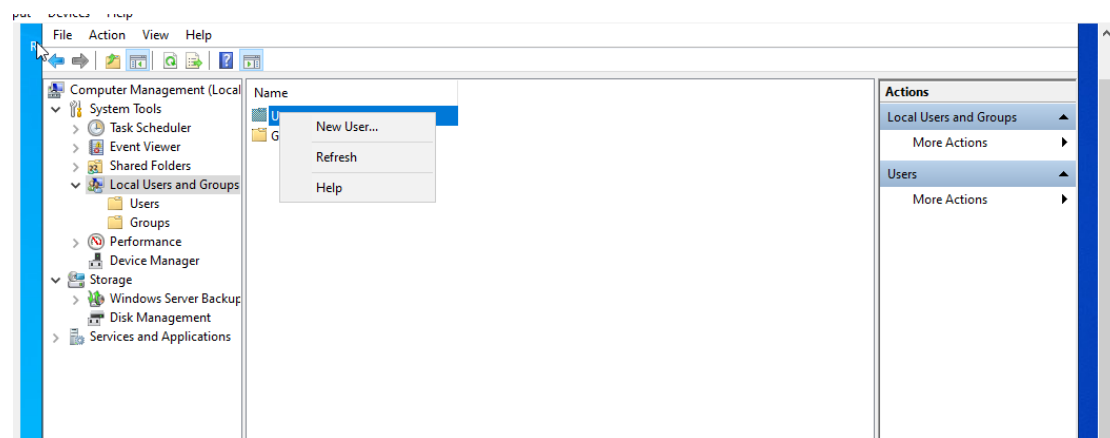 Devices Help
File Action View Help
R
Computer Management (Local
System Tools
Task Scheduler
Event Viewer
Shared Folders
Local Users and Groups
Users
Groups
Performance
Device Manager
Storage
Windows Server Backup
Disk Management
Services and Applications
Name
U
G
New User...
Refresh
Help
Actions
Local Users and Groups
More Actions
Users
More Actions